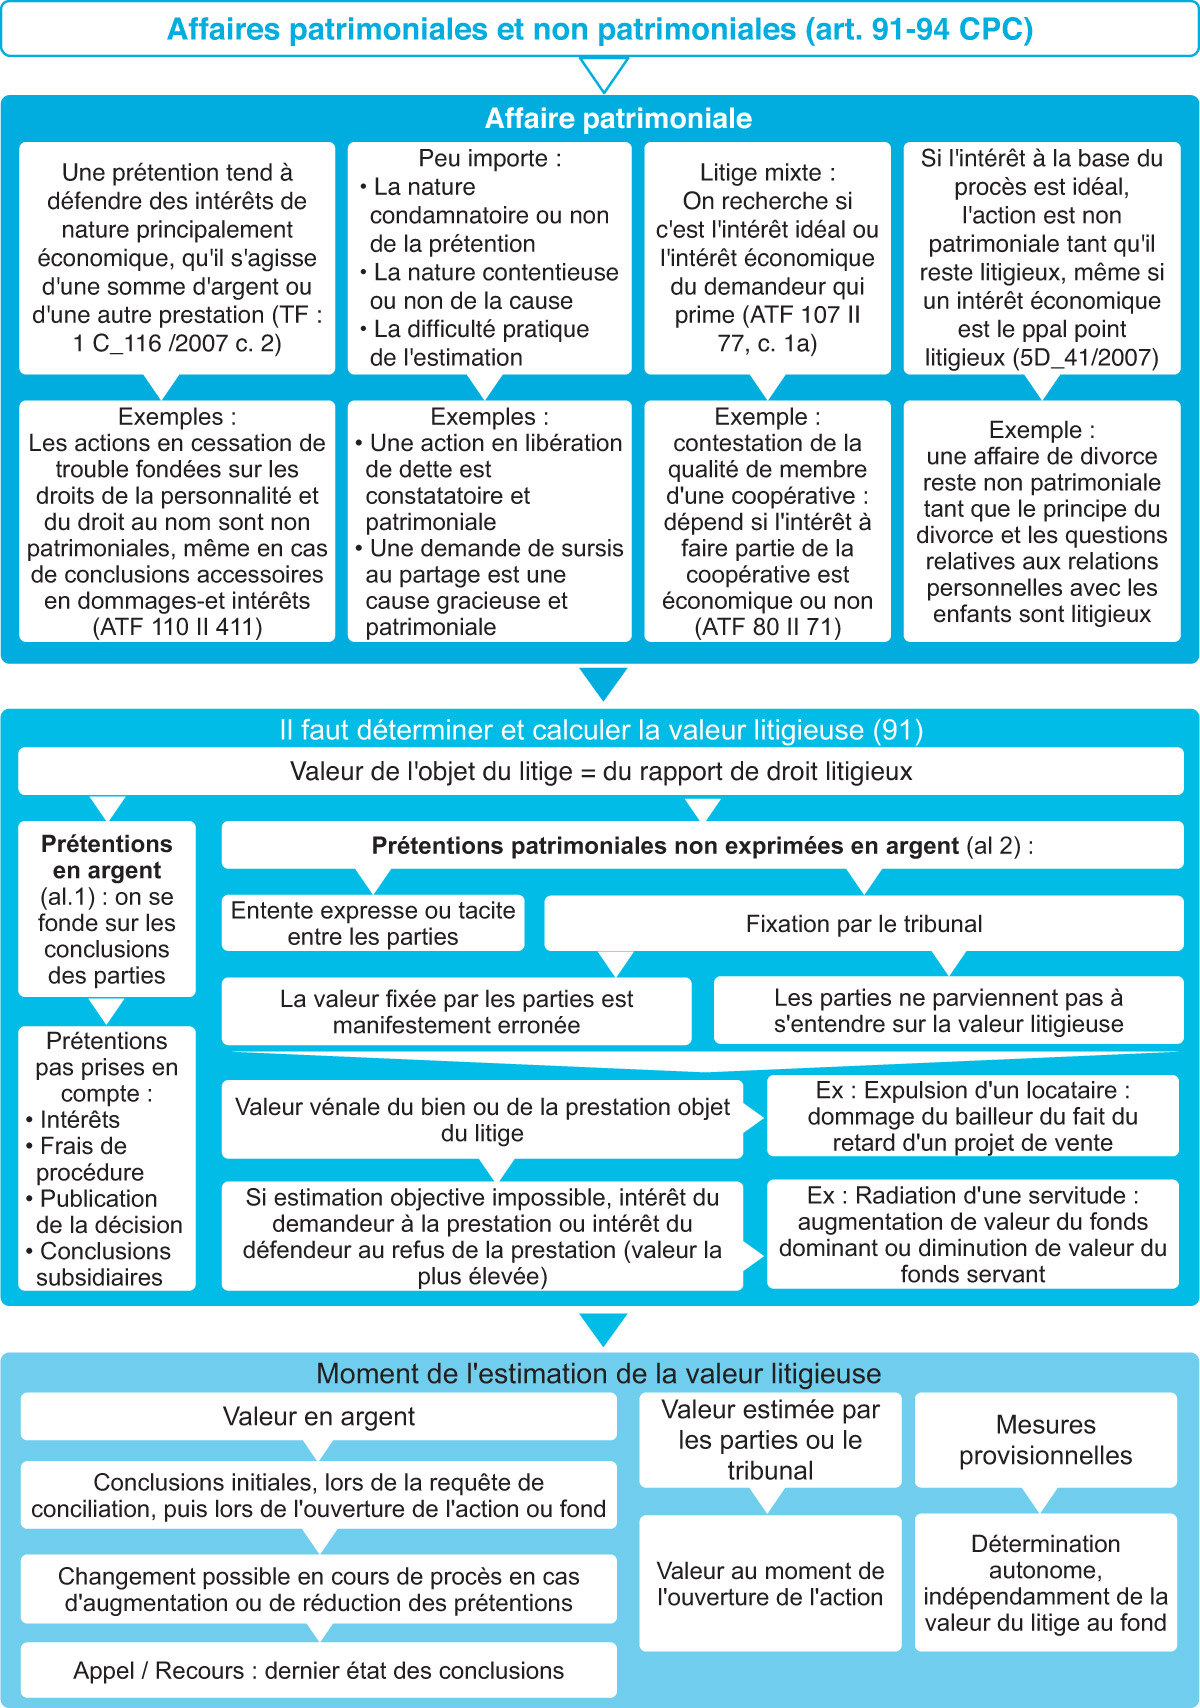 Affaires patrimoniales et non patrimoniales (art. 91-94 CPC)
Affaire patrimoniale
Une prétention tend à
défendre des intérêts de
nature principalement
économique, qu'il s'agisse
d'une somme d'argent ou
d'une autre prestation (TF :
1 C_116 /2007 c. 2)
Peu importe :
• La nature
condamnatoire ou non
de la prétention
• La nature contentieuse
ou non de la cause
• La difficulté pratique
de l'estimation
Litige mixte :
On recherche si
c'est l'intérêt idéal ou
l'intérêt économique
du demandeur qui
prime (ATF 107 II
77, c. 1a)
Si l'intérêt à la base du
procès est idéal,
l'action est non
patrimoniale tant qu'il
reste litigieux, même si
un intérêt économique
est le ppal point
litigieux (5D_41/2007)
Exemples :
Les actions en cessation de
trouble fondées sur les
droits de la personnalité et
du droit au nom sont non
patrimoniales, même en cas
de conclusions accessoires
en dommages-et intérêts
(ATF 110 II 411)
Exemples :
• Une action en libération
de dette est
constatatoire et
patrimoniale
• Une demande de sursis
au partage est une
cause gracieuse et
patrimoniale
Exemple :
contestation de la
qualité de membre
d'une coopérative :
dépend si l'intérêt à
faire partie de la
coopérative est
économique ou non
(ATF 80 II 71)
Exemple :
une affaire de divorce
reste non patrimoniale
tant que le principe du
divorce et les questions
relatives aux relations
personnelles avec les
enfants sont litigieux
Il faut déterminer et calculer la valeur litigieuse (91)
Valeur de l'objet du litige = du rapport de droit litigieux
Prétentions
en argent
(al.1) : on se
fonde sur les
conclusions
des parties
Prétentions
pas prises en
compte :
• Intérêts
• Frais de
procédure
• Publication
de la décision
• Conclusions
subsidiaires
Prétentions patrimoniales non exprimées en argent (al 2) :
Entente expresse ou tacite
entre les parties
Fixation par le tribunal
La valeur fixée par les parties est
manifestement erronée
Les parties ne parviennent pas à
s'entendre sur la valeur litigieuse
Valeur vénale du bien ou de la prestation objet
du litige
Ex : Expulsion d'un locataire :
dommage du bailleur du fait du
retard d'un projet de vente
Si estimation objective impossible, intérêt du
demandeur à la prestation ou intérêt du
défendeur au refus de la prestation (valeur la
plus élevée)
Ex : Radiation d'une servitude :
augmentation de valeur du fonds
dominant ou diminution de valeur du
fonds servant
Moment de l'estimation de la valeur litigieuse
Valeur en argent
Conclusions initiales, lors de la requête de
conciliation, puis lors de l'ouverture de l'action ou fond
Changement possible en cours de procès en cas
d'augmentation ou de réduction des prétentions
Appel / Recours : dernier état des conclusions
Valeur estimée par
les parties ou le
tribunal
Valeur au moment de
l'ouverture de l'action
Mesures
provisionnelles
Détermination
autonome,
indépendamment de la
valeur du litige au fond